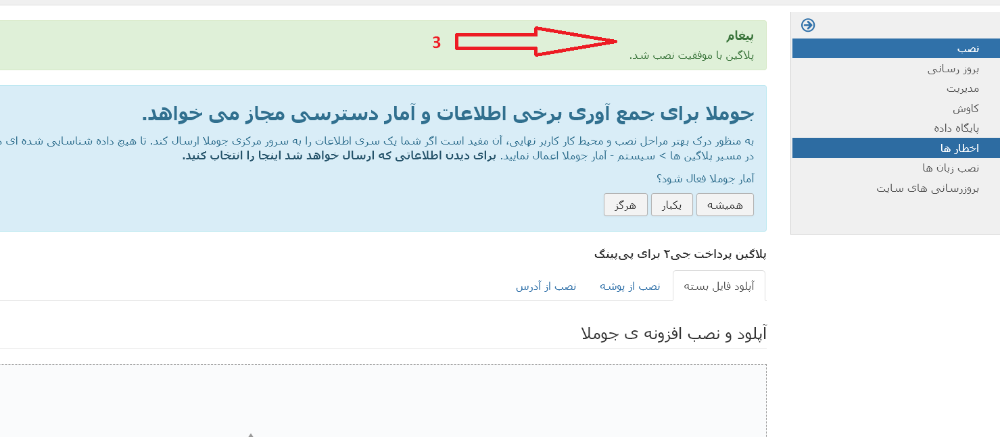 پیغام
3
پلاگین با موفقیت نصب شد.
جوملا برای جمع آوری برخی اطلاعات و آمار دسترسی مجاز می خواهد.
به منظور درک بهتر مراحل نصب و محیط کار کاربر نهایی، آن مفید است اگر شما یک سری اطلاعات را به سرور مرکزی جوملا ارسال کند. تا هیچ داده شناسایی شده ای
در مسیر پلاگین ها > سیستم - آمار جوملا اعمال نمایید. برای دیدن اطلاعاتی که ارسال خواهد شد اینجا را انتخاب کنید.
آمار جوملا فعال شود؟
همیشه
یکبار
هرگز
پلاگین پرداخت جی۲ برای پی‌پینگ
آپلود فایل بسته
نصب از پوشه
نصب از آدرس
آپلود و نصب افزونه ی جوملا
نصب
بروز رسانی
مدیریت
کاوش
پایگاه داده
اخطار ها
نصب زبان ها
بروزرسانی های سایت